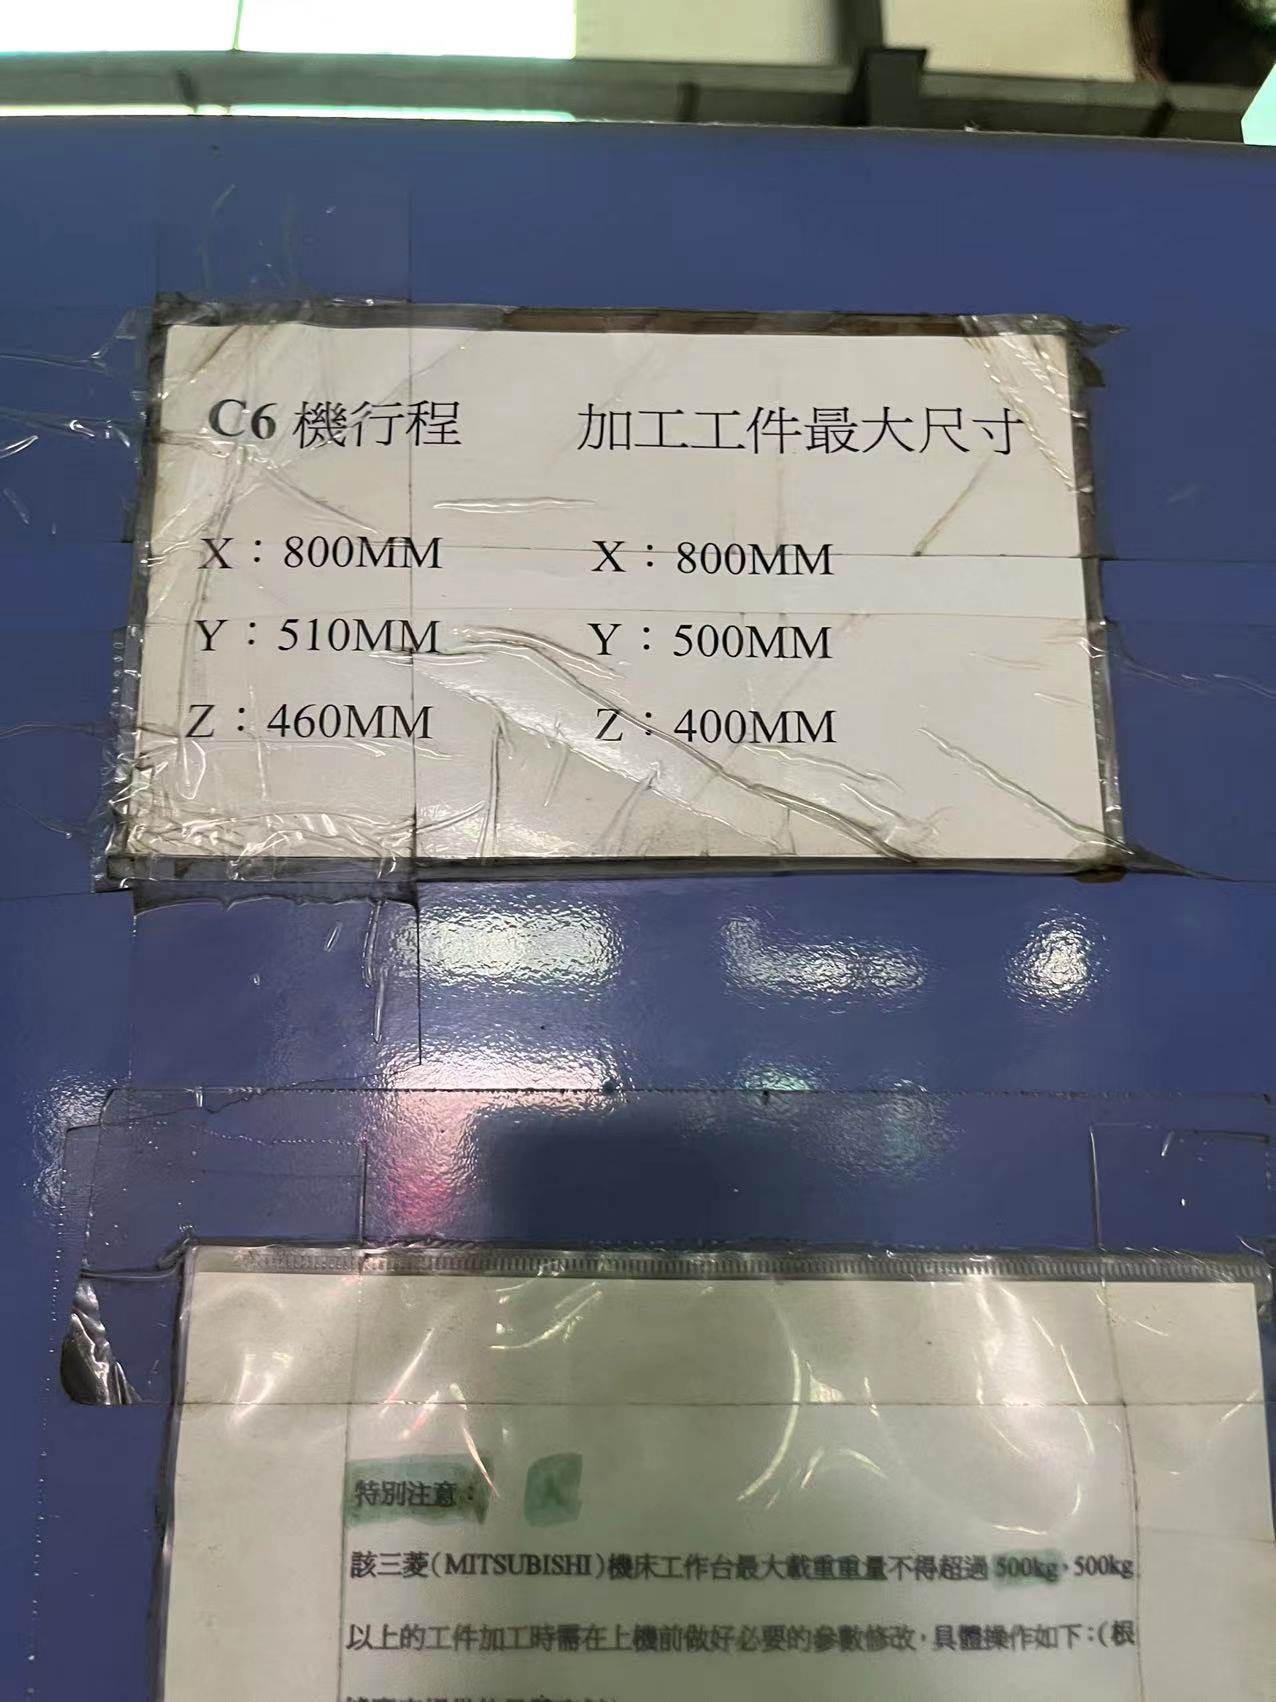 C6 機行程 加工工件最大尺寸
X：800MM X：800MM
Y：510MM Y：500MM
Z：460MM Z：400MM
特別注意：
該三菱(MITSUBISHI)機床工作台最大載重重量不得超過 500kg，500kg
以上的工件加工時需在上機前做好必要的參數修改，具體操作如下：(根